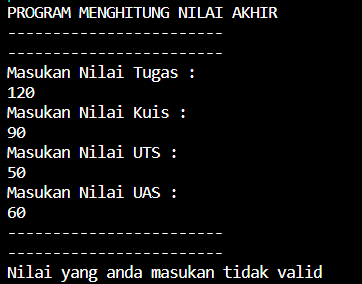 PROGRAM MENGHITUNG NILAI AKHIR
------------------------
------------------------
Masukan Nilai Tugas :
120
Masukan Nilai Kuis :
90
Masukan Nilai UTS :
50
Masukan Nilai UAS :
60
------------------------
------------------------
Nilai yang anda masukan tidak valid